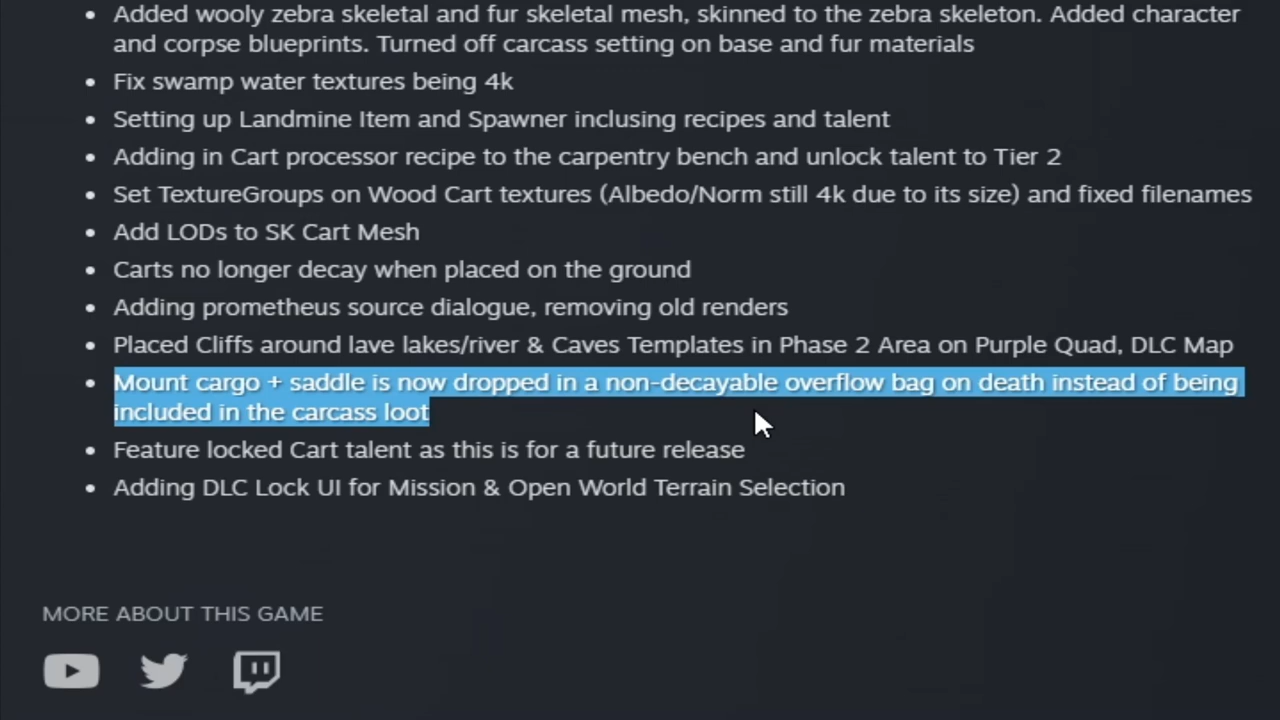 Added wooly zebra skeletal and fur skeletal mesh, skinned to the zebra skeleton. Added character
and corpse blueprints. Turned off carcass setting on base and fur materials
Fix swamp water textures being 4k
Setting up Landmine Item and Spawner inclusing recipes and talent
Adding in Cart processor recipe to the carpentry bench and unlock talent to Tier 2
Set TextureGroups on Wood Cart textures (Albedo/Norm still 4k due to its size) and fixed filenames
Add LODs to SK Cart Mesh
Carts no longer decay when placed on the ground
Adding prometheus source dialogue, removing old renders
Placed Cliffs around lave lakes/river & Caves Templates in Phase 2 Area on Purple Quad, DLC Map
Mount cargo + saddle is now dropped in a non-decayable overflow bag on death instead of being
included in the carcass loot
Feature locked Cart talent as this is for a future release
Adding DLC Lock UI for Mission & Open World Terrain Selection
MORE ABOUT THIS GAME